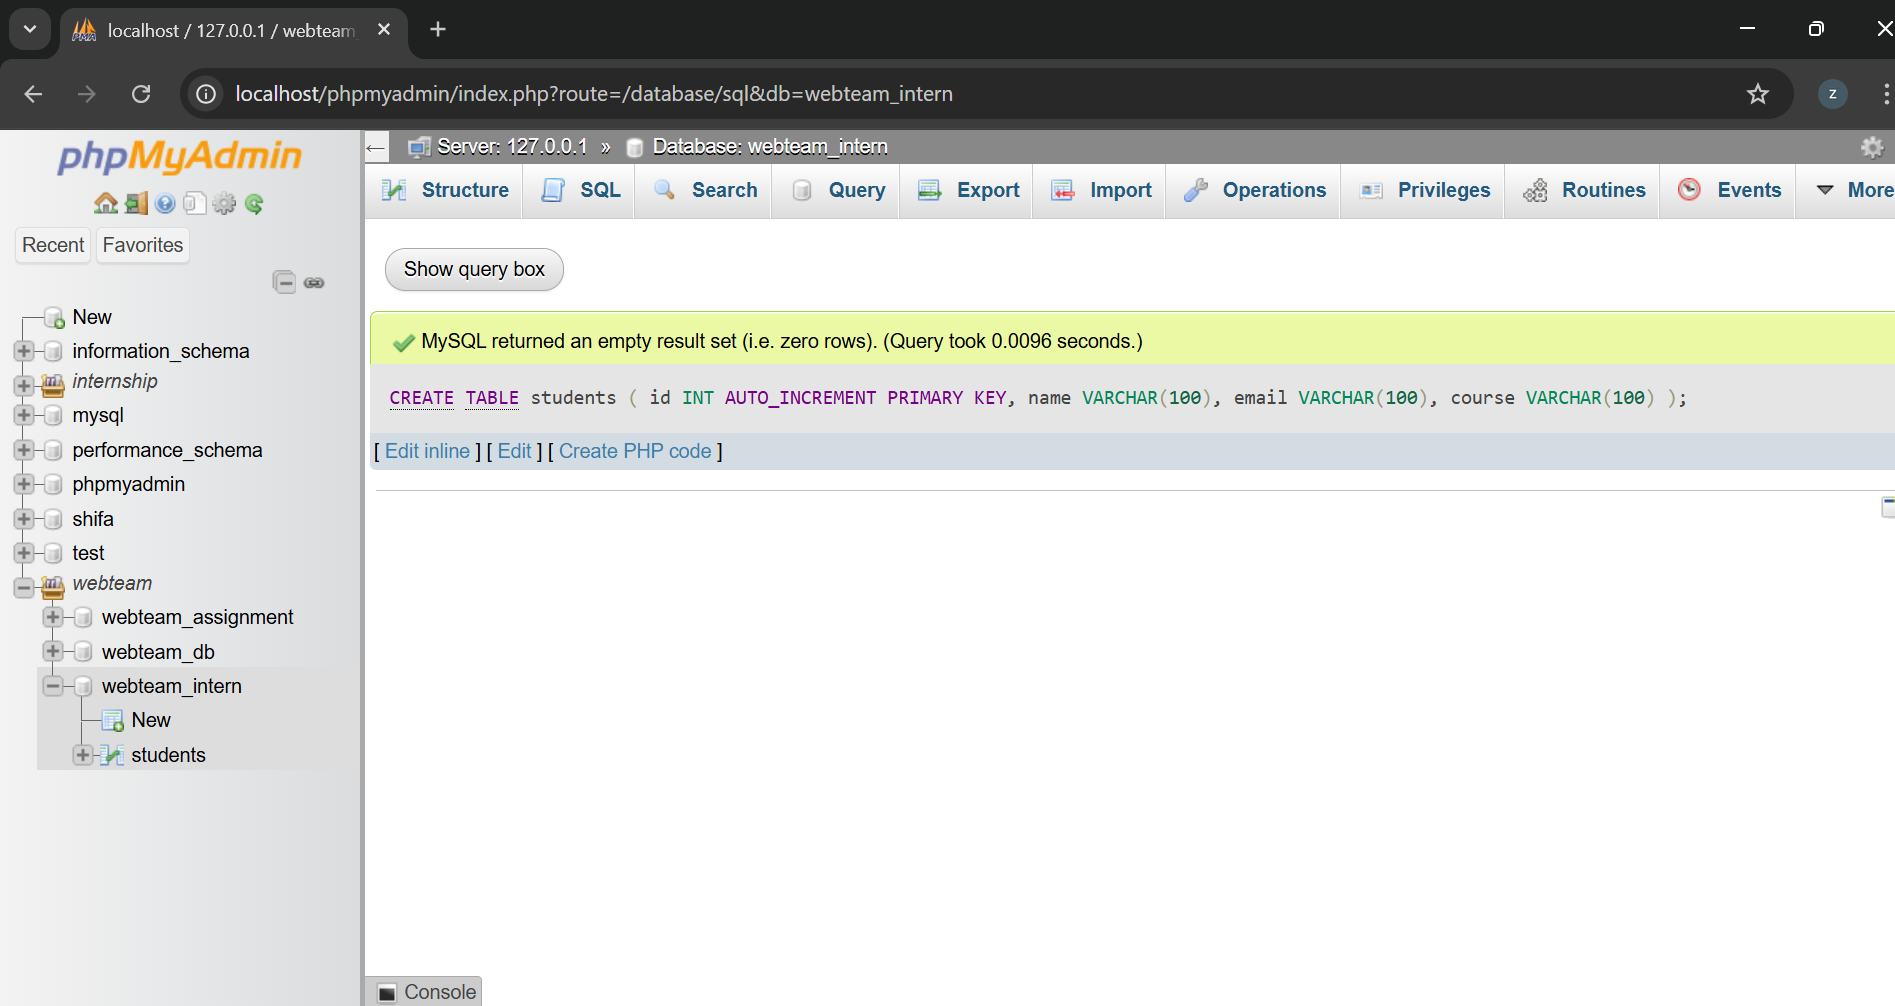 localhost / 127.0.0.1 / webteam_
localhost/phpmyadmin/index.php?route=/database/sql&db=webteam_intern
z
phpMyAdmin
Recent Favorites
New
information_schema
internship
mysql
performance_schema
phpmyadmin
shifa
test
webteam
webteam_assignment
webteam_db
webteam_intern
New
students
Server: 127.0.0.1 » Database: webteam_intern
Structure SQL Search Query Export Import Operations Privileges Routines Events More
Show query box
MySQL returned an empty result set (i.e. zero rows). (Query took 0.0096 seconds.)
CREATE TABLE students ( id INT AUTO_INCREMENT PRIMARY KEY, name VARCHAR(100), email VARCHAR(100), course VARCHAR(100) );
[ Edit inline ] [ Edit ] [ Create PHP code ]
Console